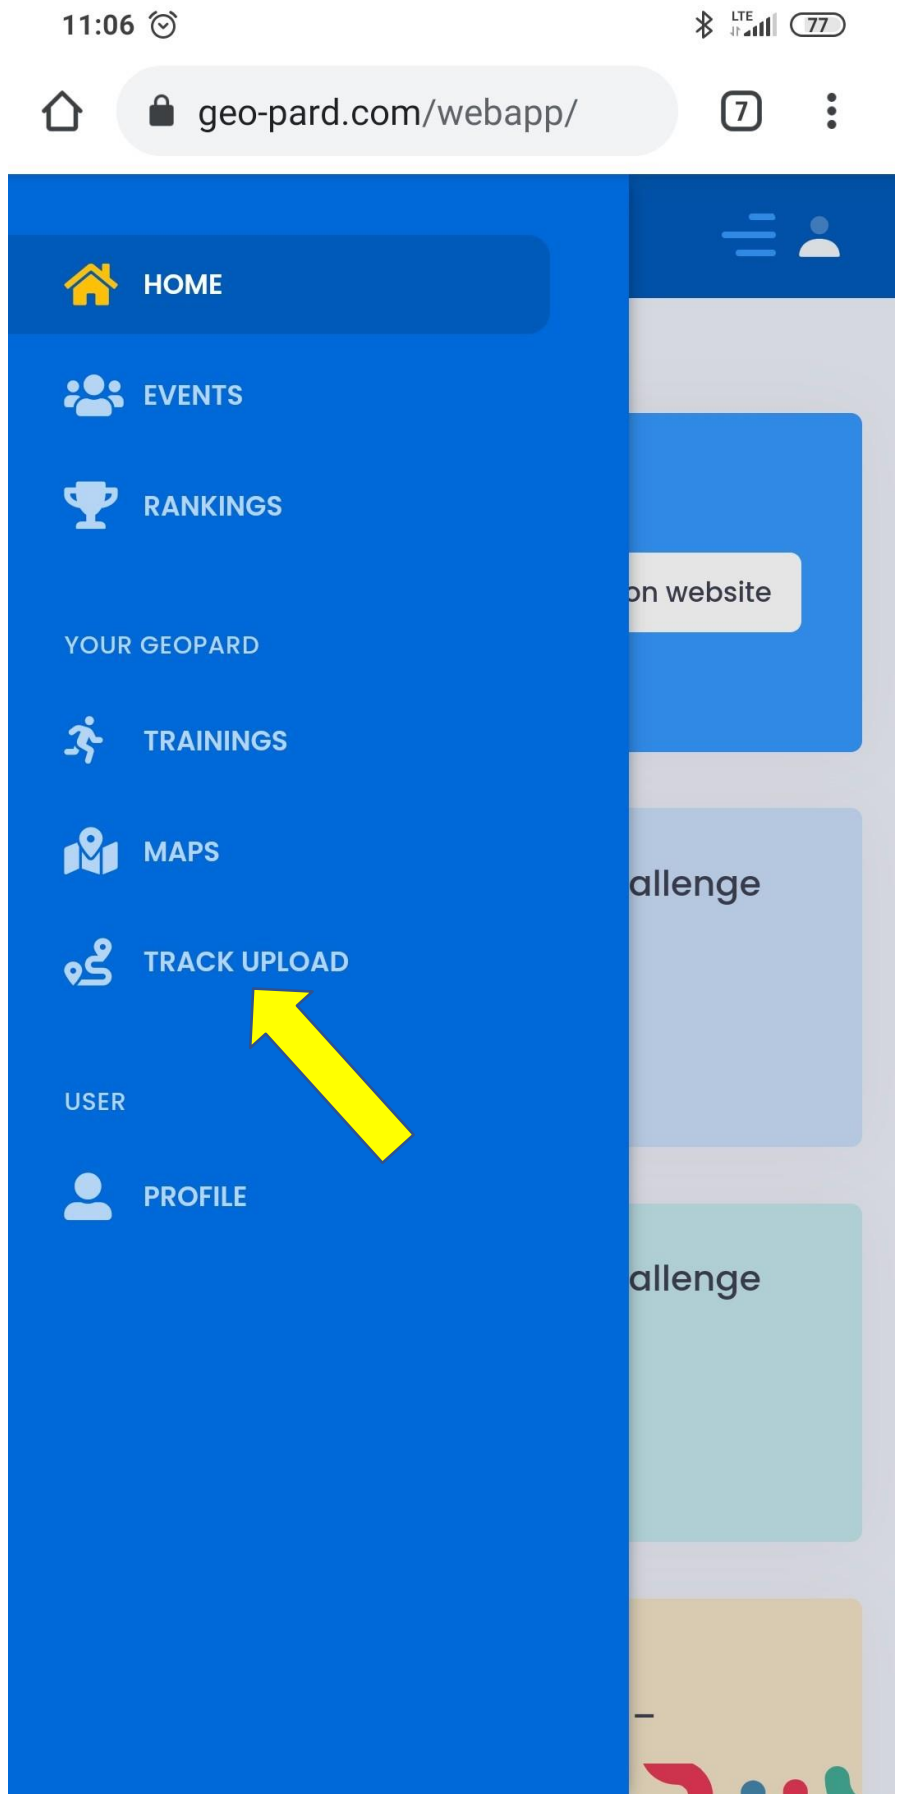 11:06
LTE
77
geo-pard.com/webapp/
7
HOME
EVENTS
RANKINGS
on website
YOUR GEOPARD
TRAININGS
MAPS
allenge
TRACK UPLOAD
USER
PROFILE
allenge
–